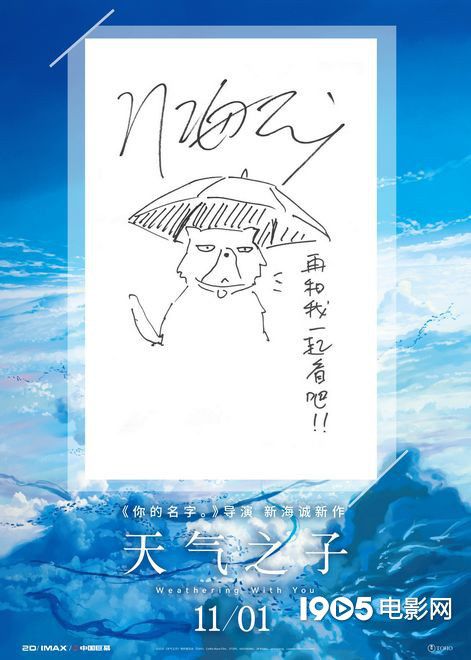 再和我一起看吧!!
《你的名字。》导演 新海诚新作
天气之子
Weathering With You
11/01
1905电影网
2D/IMAX/中国巨幕
TOHO